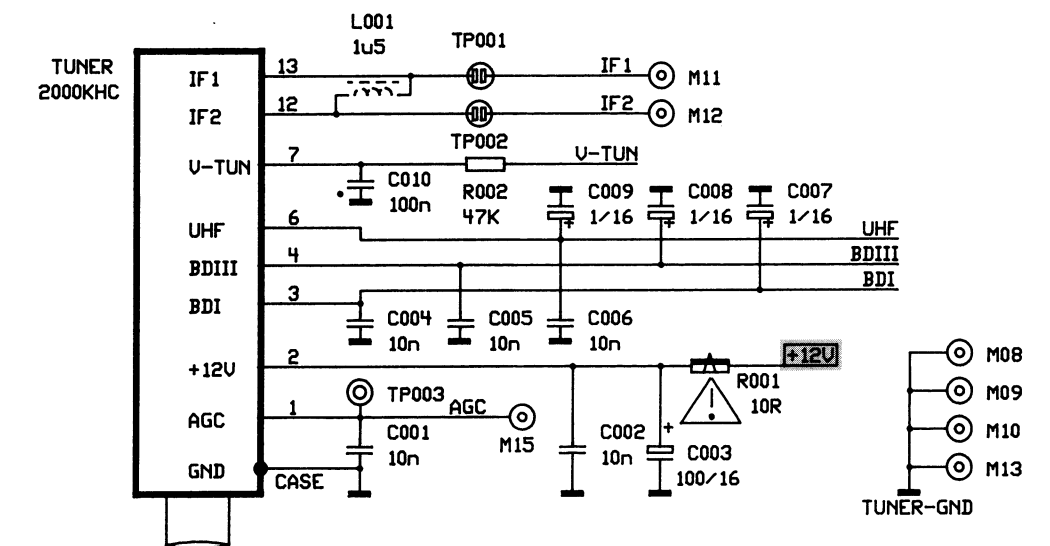 L001
1u5
TP001
TUNER
2000KHC
IF1
13
IF1
M11
IF2
12
IF2
M12
TP002
V-TUN
7
V-TUN
C010
100n
R002
47K
C009
1/16
+
C008
1/16
+
C007
1/16
+
UHF
6
UHF
BDIII
4
BDIII
BDI
3
BDI
C004
10n
C005
10n
C006
10n
+12V
2
+12V
R001
10R
!
M08
M09
M10
M13
TUNER-GND
AGC
1
TP003
AGC
M15
C001
10n
C002
10n
+
C003
100/16
GND
CASE